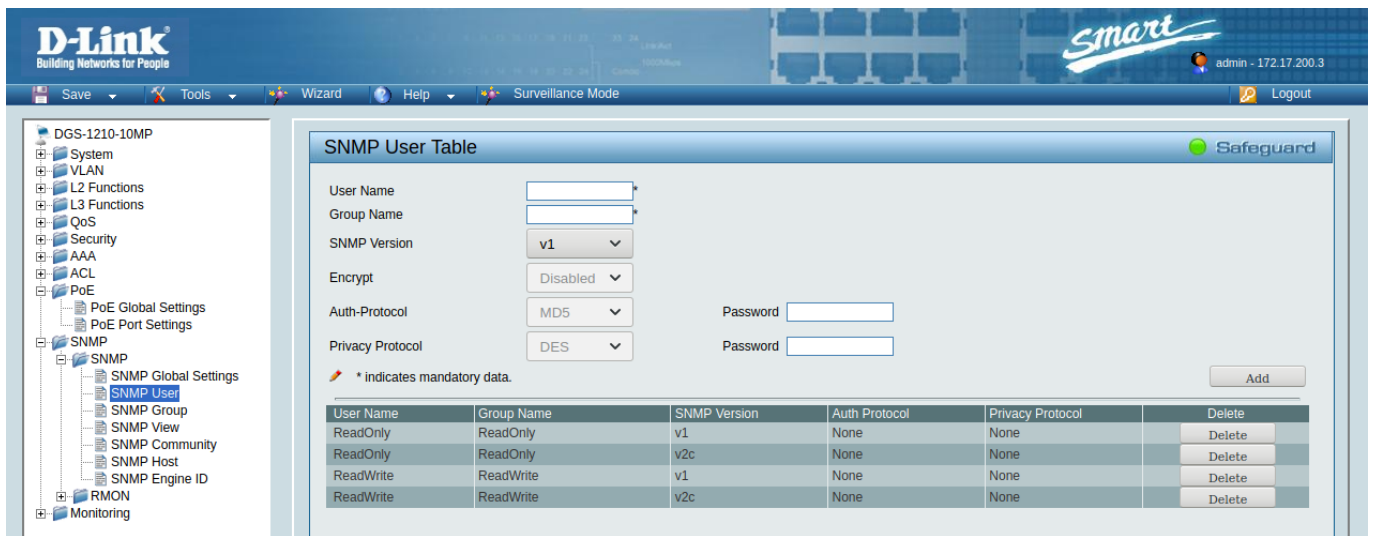 D-Link
Building Networks for People
smart
admin - 172.17.200.3
Save Tools Wizard Help Surveillance Mode Logout
DGS-1210-10MP
System
VLAN
L2 Functions
L3 Functions
QoS
Security
AAA
ACL
PoE
PoE Global Settings
PoE Port Settings
SNMP
SNMP
SNMP Global Settings
SNMP User
SNMP Group
SNMP View
SNMP Community
SNMP Host
SNMP Engine ID
RMON
Monitoring
SNMP User Table Safeguard
User Name *
Group Name *
SNMP Version v1
Encrypt Disabled
Auth-Protocol MD5 Password
Privacy Protocol DES Password
* indicates mandatory data. Add
User Name Group Name SNMP Version Auth Protocol Privacy Protocol Delete
ReadOnly ReadOnly v1 None None Delete
ReadOnly ReadOnly v2c None None Delete
ReadWrite ReadWrite v1 None None Delete
ReadWrite ReadWrite v2c None None Delete